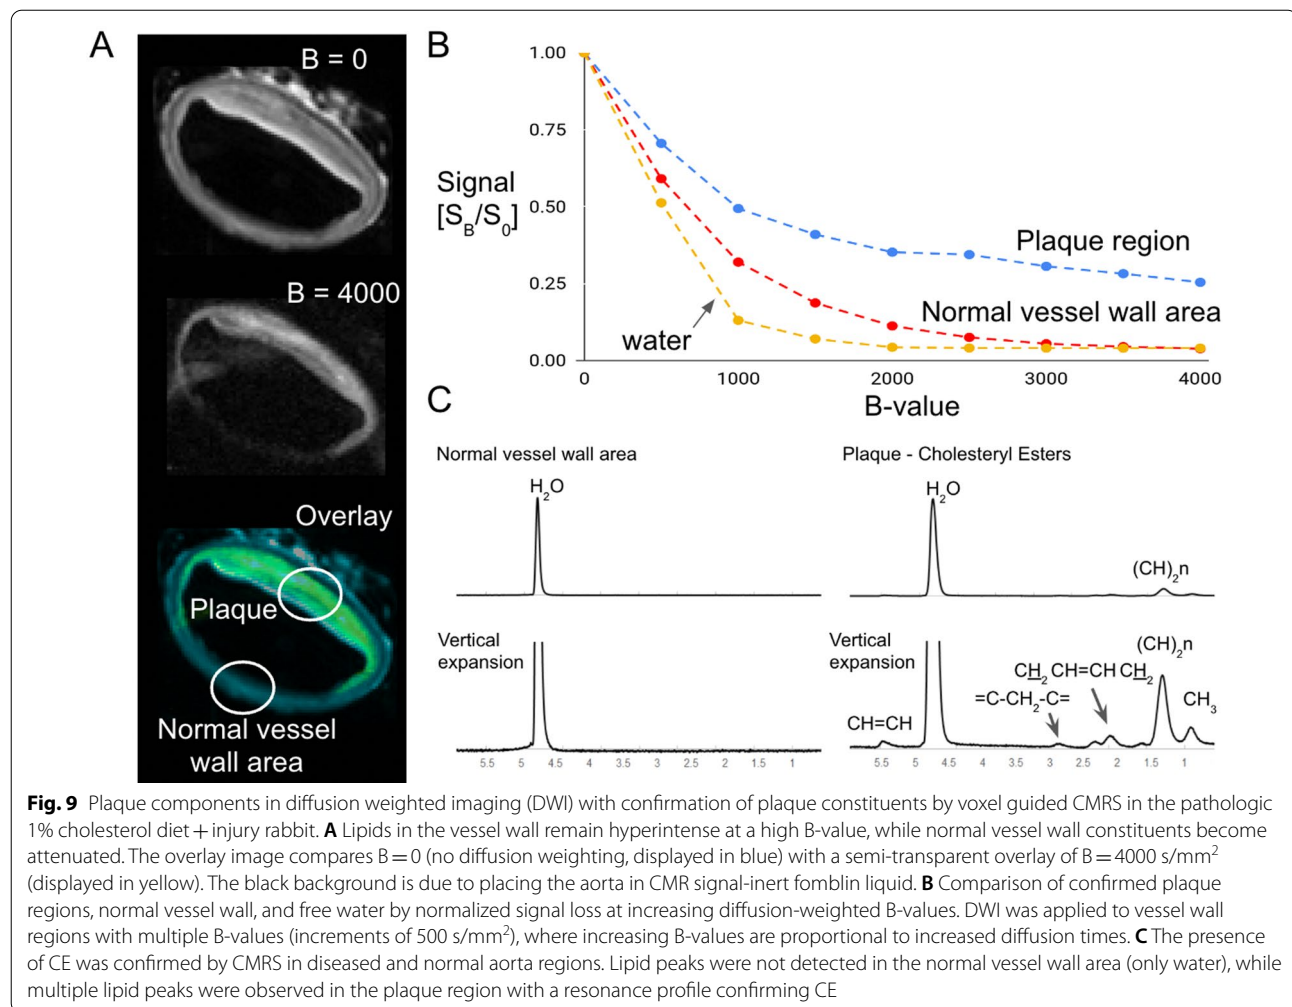 A
B = 0
B = 4000
Overlay
Plaque
Normal vessel
wall area
B
1.00
0.75
0.50
0.25
0.00
Signal
[S_B/S_0]
Plaque region
Normal vessel wall area
water
0
1000
2000
3000
4000
B-value
C
Normal vessel wall area
H₂O
Vertical
expansion
5.5 5 4.5 4 3.5 3 2.5 2 1.5 1
Plaque - Cholesteryl Esters
H₂O
(CH)₂n
Vertical
expansion
(CH)₂n
CH₂ CH=CH CH₂
=C-CH₂-C=
CH₃
CH=CH
5.5 5 4.5 4 3.5 3 2.5 2 1.5 1
Fig. 9 Plaque components in diffusion weighted imaging (DWI) with confirmation of plaque constituents by voxel guided CMRS in the pathologic
1% cholesterol diet + injury rabbit. A Lipids in the vessel wall remain hyperintense at a high B-value, while normal vessel wall constituents become
attenuated. The overlay image compares B = 0 (no diffusion weighting, displayed in blue) with a semi-transparent overlay of B = 4000 s/mm²
(displayed in yellow). The black background is due to placing the aorta in CMR signal-inert fomblin liquid. B Comparison of confirmed plaque
regions, normal vessel wall, and free water by normalized signal loss at increasing diffusion-weighted B-values. DWI was applied to vessel wall
regions with multiple B-values (increments of 500 s/mm²), where increasing B-values are proportional to increased diffusion times. C The presence
of CE was confirmed by CMRS in diseased and normal aorta regions. Lipid peaks were not detected in the normal vessel wall area (only water), while
multiple lipid peaks were observed in the plaque region with a resonance profile confirming CE